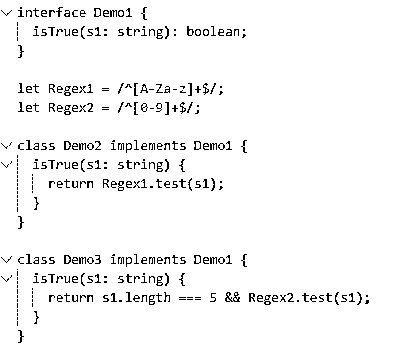 interface Demo1 {
isTrue(s1: string): boolean;
}
let Regex1 = /^[A-Za-z]+$/;
let Regex2 = /^[0-9]+$/;
class Demo2 implements Demo1 {
isTrue(s1: string) {
return Regex1.test(s1);
}
}
class Demo3 implements Demo1 {
isTrue(s1: string) {
return s1.length === 5 && Regex2.test(s1);
}
}